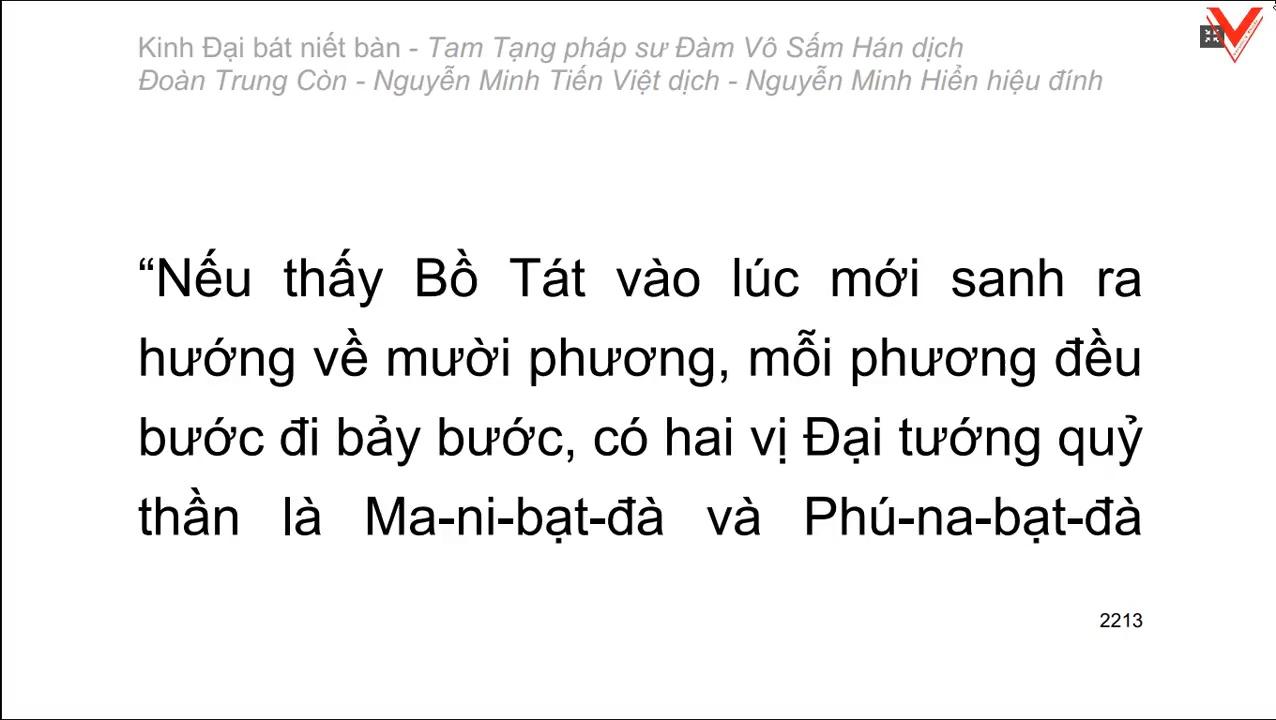 Kinh Đại bát niết bàn - Tam Tạng pháp sư Đàm Vô Sấm Hán dịch
Đoàn Trung Còn - Nguyễn Minh Tiến Việt dịch - Nguyễn Minh Hiển hiệu đính
“Nếu thấy Bồ Tát vào lúc mới sanh ra
hướng về mười phương, mỗi phương đều
bước đi bảy bước, có hai vị Đại tướng quỷ
thần là Ma-ni-bạt-đà và Phú-na-bạt-đà
2213